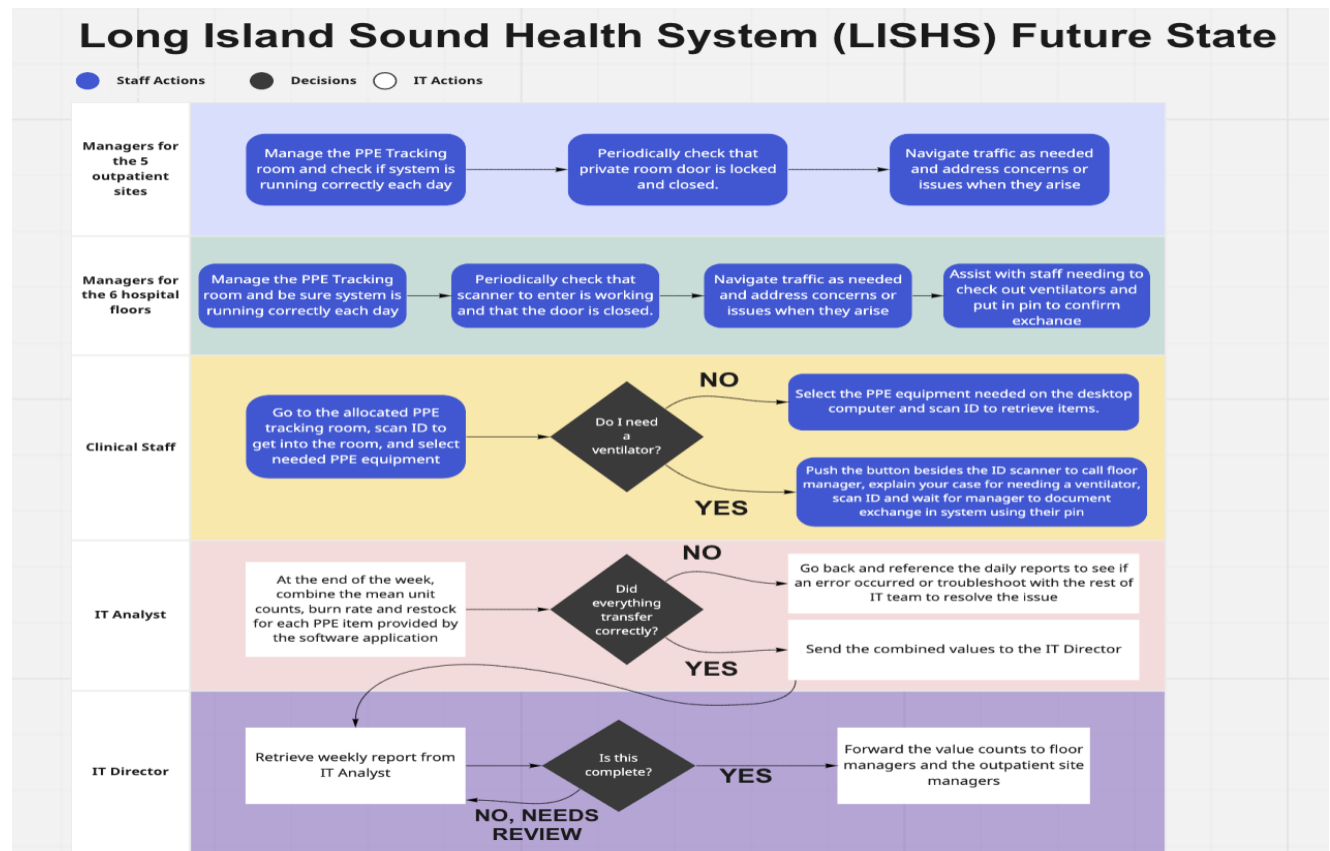 Long Island Sound Health System (LISHS) Future State
Staff Actions
Decisions
IT Actions
Managers for
the 5
outpatient
sites
Manage the PPE Tracking
room and check if system is
running correctly each day
Periodically check that
private room door is locked
and closed.
Navigate traffic as needed
and address concerns or
issues when they arise
Managers for
the 6 hospital
floors
Manage the PPE Tracking
room and be sure system is
running correctly each day
Periodically check that
scanner to enter is working
and that the door is closed.
Navigate traffic as needed
and address concerns or
issues when they arise
Assist with staff needing to
check out ventilators and
put in pin to confirm
exchange
Clinical Staff
Go to the allocated PPE
tracking room, scan ID to
get into the room, and select
needed PPE equipment
Do I need
a
ventilator?
NO
Select the PPE equipment needed on the desktop
computer and scan ID to retrieve items.
YES
Push the button besides the ID scanner to call floor
manager, explain your case for needing a ventilator,
scan ID and wait for manager to document
exchange in system using their pin
IT Analyst
At the end of the week,
combine the mean unit
counts, burn rate and restock
for each PPE item provided
by the software application
Did
everything
transfer
correctly?
NO
Go back and reference the daily reports to see if
an error occurred or troubleshoot with the rest of
IT team to resolve the issue
YES
Send the combined values to the IT Director
IT Director
Retrieve weekly report from
IT Analyst
Is this
complete?
YES
Forward the value counts to floor
managers and the outpatient site
managers
NO, NEEDS
REVIEW